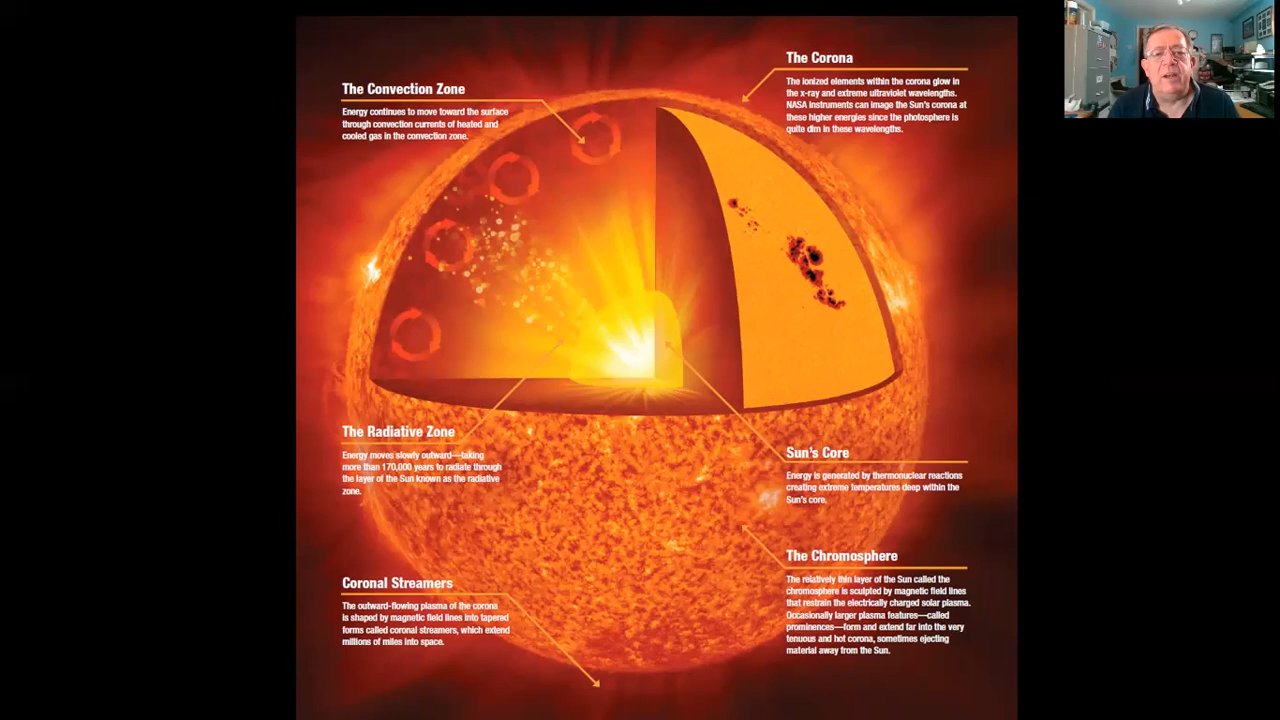 The Convection Zone
Energy continues to move toward the surface
through convection currents of heated and
cooled gas in the convection zone.
The Corona
The ionized elements within the corona glow in
the x-ray and extreme ultraviolet wavelengths.
NASA instruments can image the Sun's corona at
these higher energies since the photosphere is
quite dim in these wavelengths.
The Radiative Zone
Energy moves slowly outward—taking
more than 170,000 years to radiate through
the layer of the Sun known as the radiative
zone.
Sun's Core
Energy is generated by thermonuclear reactions
creating extreme temperatures deep within the
Sun's core.
Coronal Streamers
The outward-flowing plasma of the corona
is shaped by magnetic field lines into tapered
forms called coronal streamers, which extend
millions of miles into space.
The Chromosphere
The relatively thin layer of the Sun called the
chromosphere is sculpted by magnetic field lines
that restrain the electrically charged solar plasma.
Occasionally larger plasma features—called
prominences—form and extend far into the very
tenuous and hot corona, sometimes ejecting
material away from the Sun.